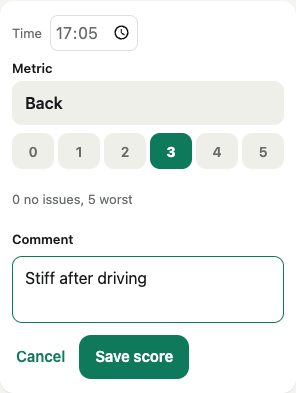 Time 17:05
Metric
Back
0 1 2 3 4 5
0 no issues, 5 worst
Comment
Stiff after driving
Cancel Save score